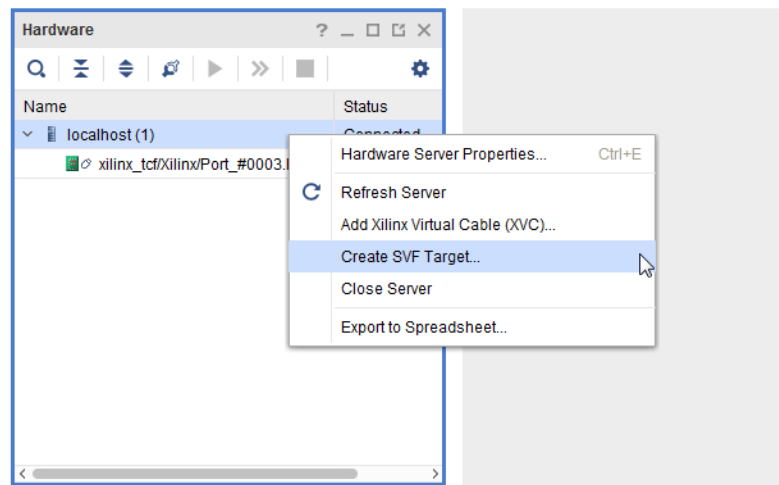 Hardware
Name Status
localhost (1) Connected
xilinx_tcf/Xilinx/Port_#0003.
Hardware Server Properties... Ctrl+E
Refresh Server
Add Xilinx Virtual Cable (XVC)...
Create SVF Target...
Close Server
Export to Spreadsheet...